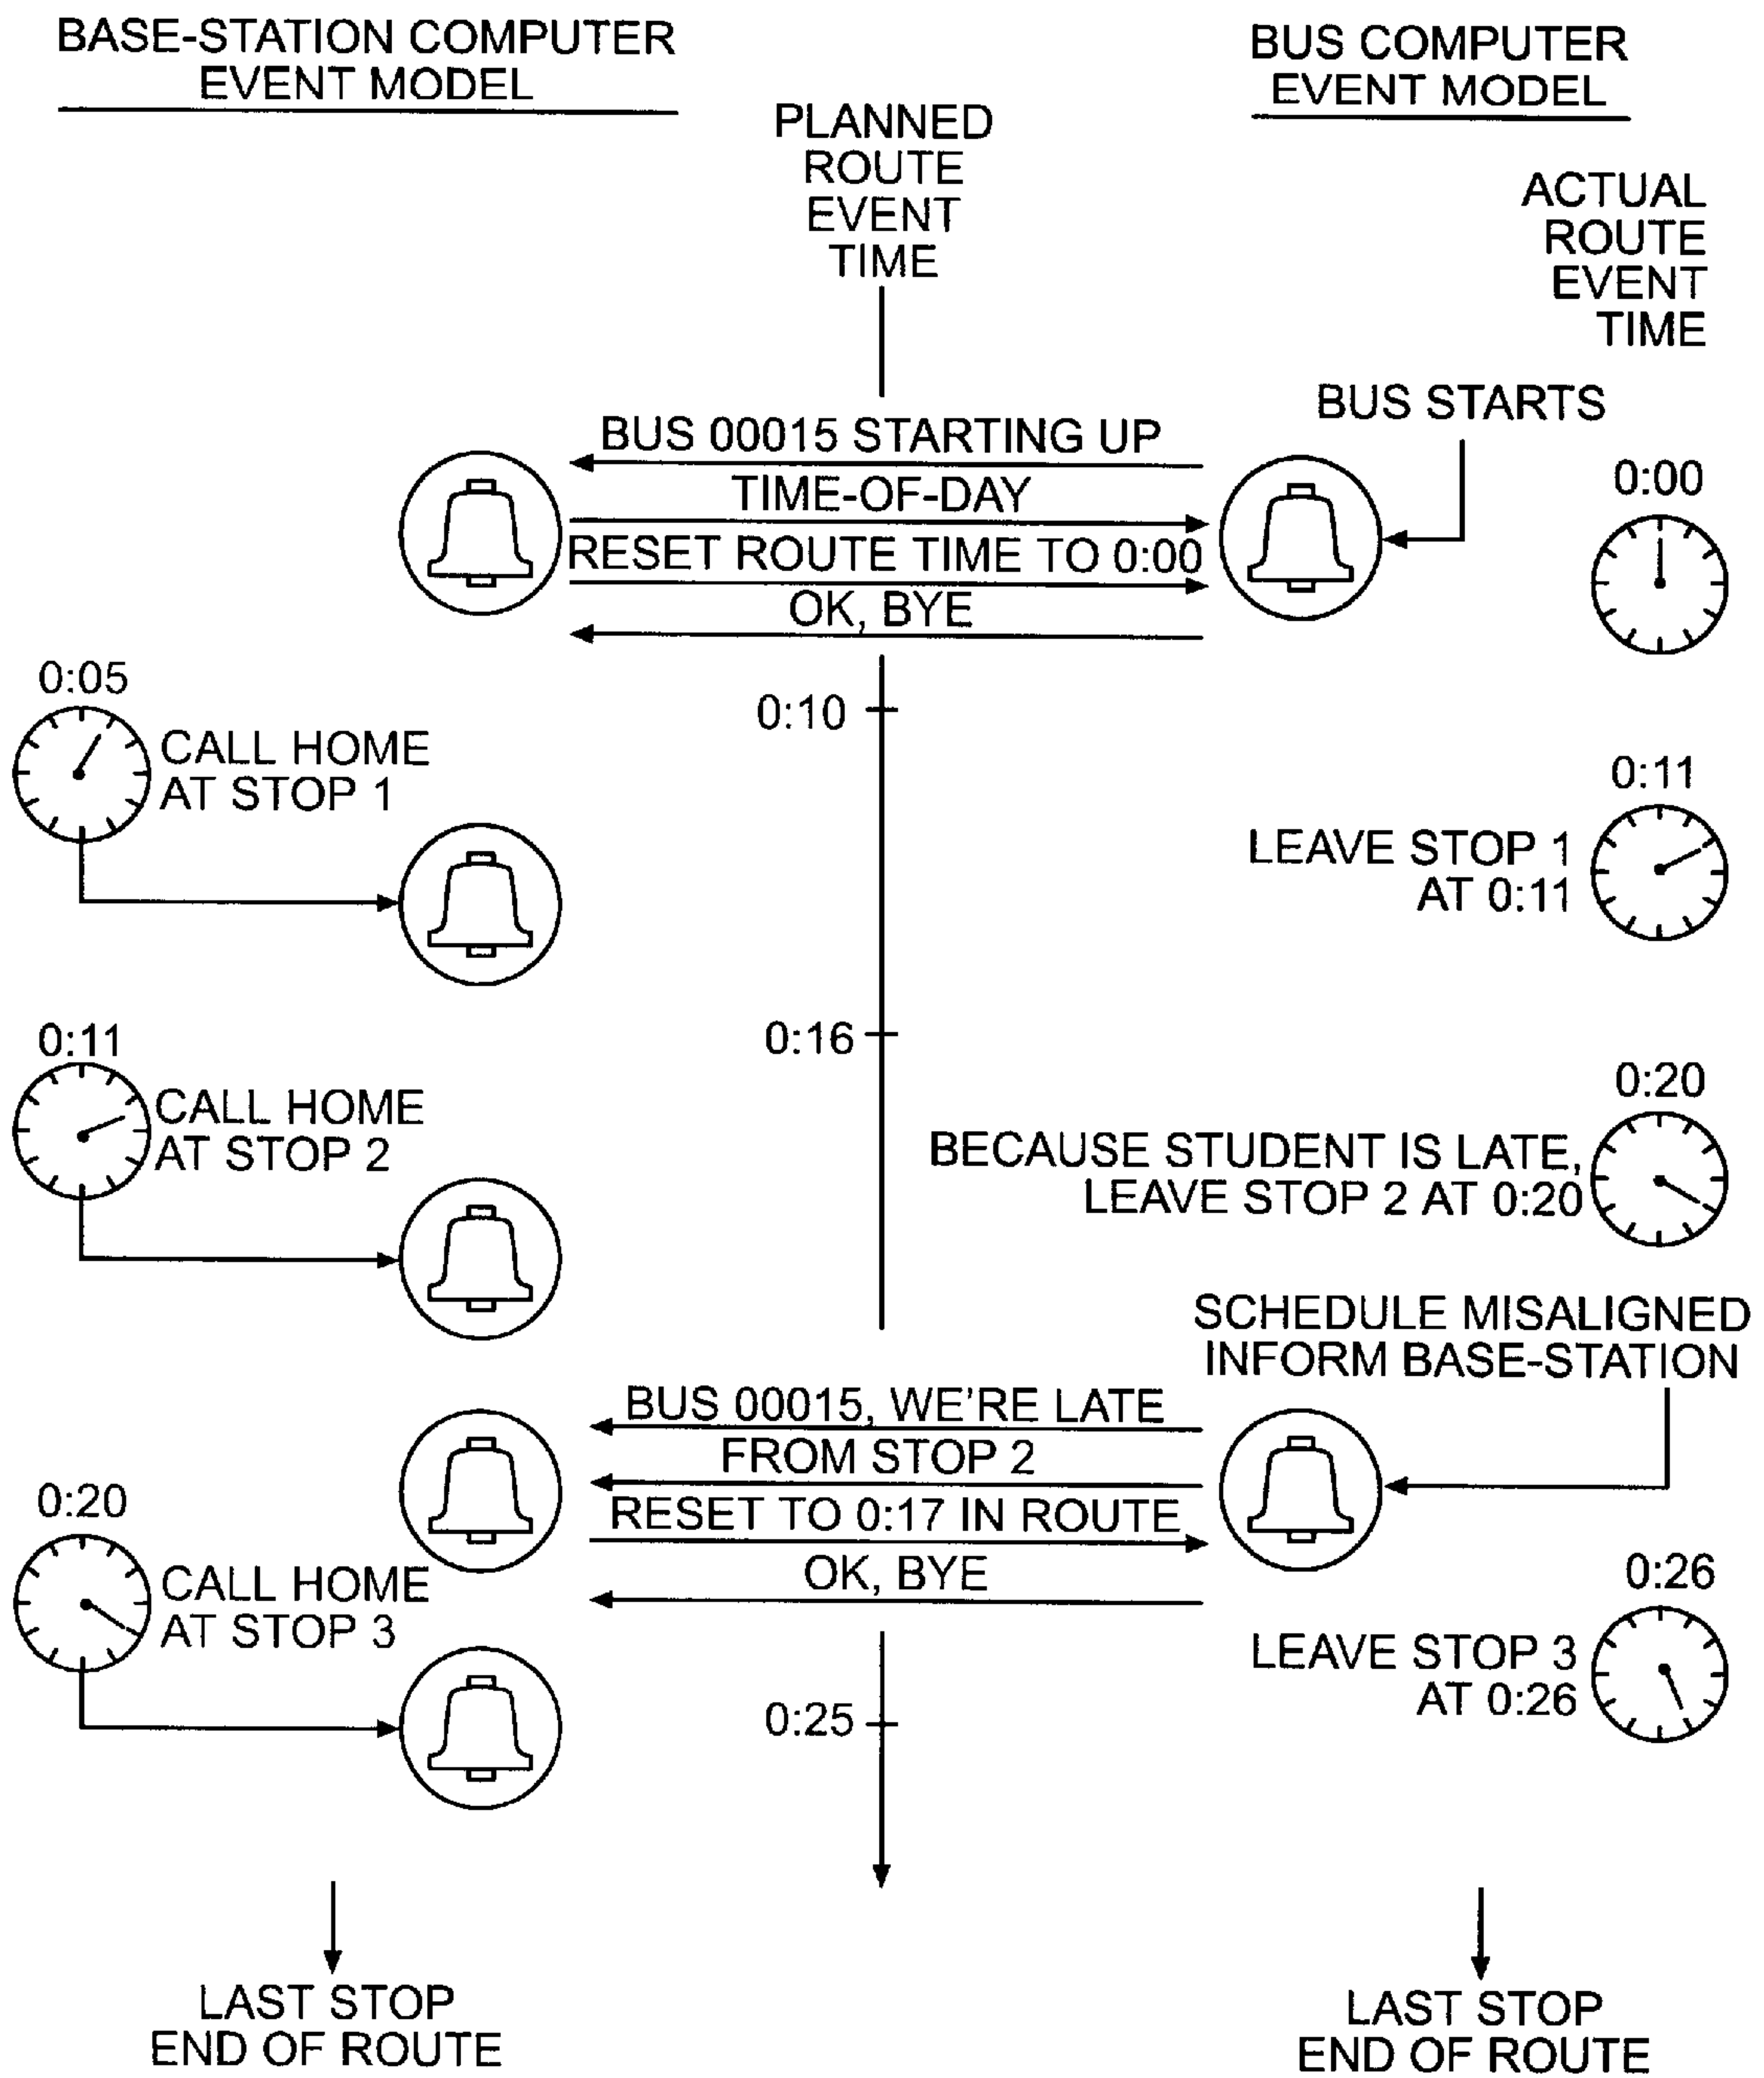 BASE-STATION COMPUTER
EVENT MODEL
BUS COMPUTER
EVENT MODEL
PLANNED
ROUTE
EVENT
TIME
ACTUAL
ROUTE
EVENT
TIME
BUS STARTS
BUS 00015 STARTING UP
TIME-OF-DAY
RESET ROUTE TIME TO 0:00
OK, BYE
0:00
0:05
CALL HOME
AT STOP 1
0:10
0:11
LEAVE STOP 1
AT 0:11
0:11
CALL HOME
AT STOP 2
0:16
0:20
BECAUSE STUDENT IS LATE,
LEAVE STOP 2 AT 0:20
SCHEDULE MISALIGNED
INFORM BASE-STATION
BUS 00015, WE'RE LATE
FROM STOP 2
RESET TO 0:17 IN ROUTE
OK, BYE
0:20
CALL HOME
AT STOP 3
0:26
LEAVE STOP 3
AT 0:26
0:25
LAST STOP
END OF ROUTE
LAST STOP
END OF ROUTE